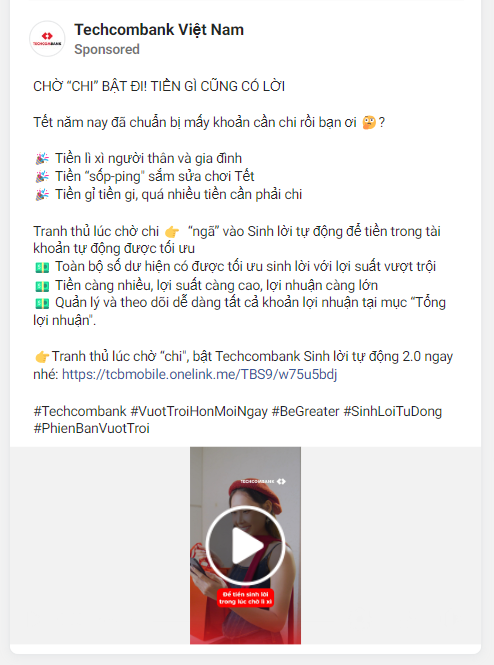 TECHCOMBANK
Techcombank Việt Nam
Sponsored
CHỜ “CHI” BẬT ĐI! TIỀN GÌ CŨNG CÓ LỜI
Tết năm nay đã chuẩn bị mấy khoản cần chi rồi bạn ơi 🤔?
🎉 Tiền lì xì người thân và gia đình
🎉 Tiền “sốp-ping" sắm sửa chơi Tết
🎉 Tiền gỉ tiền gi, quá nhiều tiền cần phải chi
Tranh thủ lúc chờ chi 👉 “ngã” vào Sinh lời tự động để tiền trong tài
khoản tự động được tối ưu
💵 Toàn bộ số dư hiện có được tối ưu sinh lời với lợi suất vượt trội
💵 Tiền càng nhiều, lợi suất càng cao, lợi nhuận càng lớn
💵 Quản lý và theo dõi dễ dàng tất cả khoản lợi nhuận tại mục “Tổng
lợi nhuận".
👉Tranh thủ lúc chờ “chi", bật Techcombank Sinh lời tự động 2.0 ngay
nhé: https://tcbmobile.onelink.me/TBS9/w75u5bdj
#Techcombank #VuotTroiHonMoiNgay #BeGreater #SinhLoiTuDong
#PhienBanVuotTroi
TECHCOMBANK
Để tiền sinh lời
trong lúc chờ lì xì